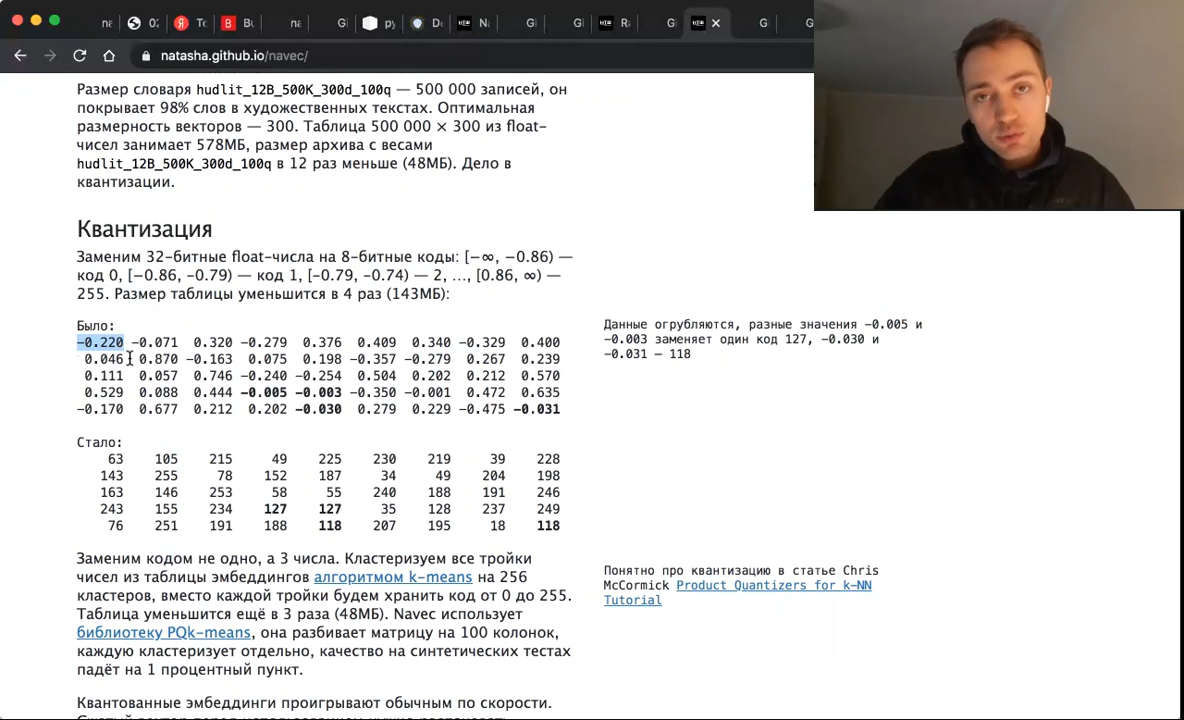 natasha.github.io/navec/
Размер словаря hudlit_12B_500K_300d_100q — 500 000 записей, он
покрывает 98% слов в художественных текстах. Оптимальная
размерность векторов — 300. Таблица 500 000 × 300 из float-
чисел занимает 578МБ, размер архива с весами
hudlit_12B_500K_300d_100q в 12 раз меньше (48МБ). Дело в
квантизации.
Квантизация
Заменим 32-битные float-числа на 8-битные коды: [−∞, −0.86) —
код 0, [−0.86, -0.79) — код 1, [-0.79, -0.74) — 2, …, [0.86, ∞) —
255. Размер таблицы уменьшится в 4 раз (143МБ):
Было:
-0.220 -0.071 0.320 -0.279 0.376 0.409 0.340 -0.329 0.400
0.046 0.870 -0.163 0.075 0.198 -0.357 -0.279 0.267 0.239
0.111 0.057 0.746 -0.240 -0.254 0.504 0.202 0.212 0.570
0.529 0.088 0.444 -0.005 -0.003 -0.350 -0.001 0.472 0.635
-0.170 0.677 0.212 0.202 -0.030 0.279 0.229 -0.475 -0.031
Стало:
63 105 215 49 225 230 219 39 228
143 255 78 152 187 34 49 204 198
163 146 253 58 55 240 188 191 246
243 155 234 127 127 35 128 237 249
76 251 191 188 118 207 195 18 118
Данные огрубляются, разные значения −0.005 и
−0.003 заменяет один код 127, −0.030 и
−0.031 — 118
Заменим кодом не одно, а 3 числа. Кластеризуем все тройки
чисел из таблицы эмбеддингов алгоритмом k-means на 256
кластеров, вместо каждой тройки будем хранить код от 0 до 255.
Таблица уменьшится ещё в 3 раза (48МБ). Navec использует
библиотеку PQk-means, она разбивает матрицу на 100 колонок,
каждую кластеризует отдельно, качество на синтетических тестах
падёт на 1 процентный пункт.
Понятно про квантизацию в статье Chris
McCormick Product Quantizers for k-NN
Tutorial
Квантованные эмбеддинги проигрывают обычным по скорости.